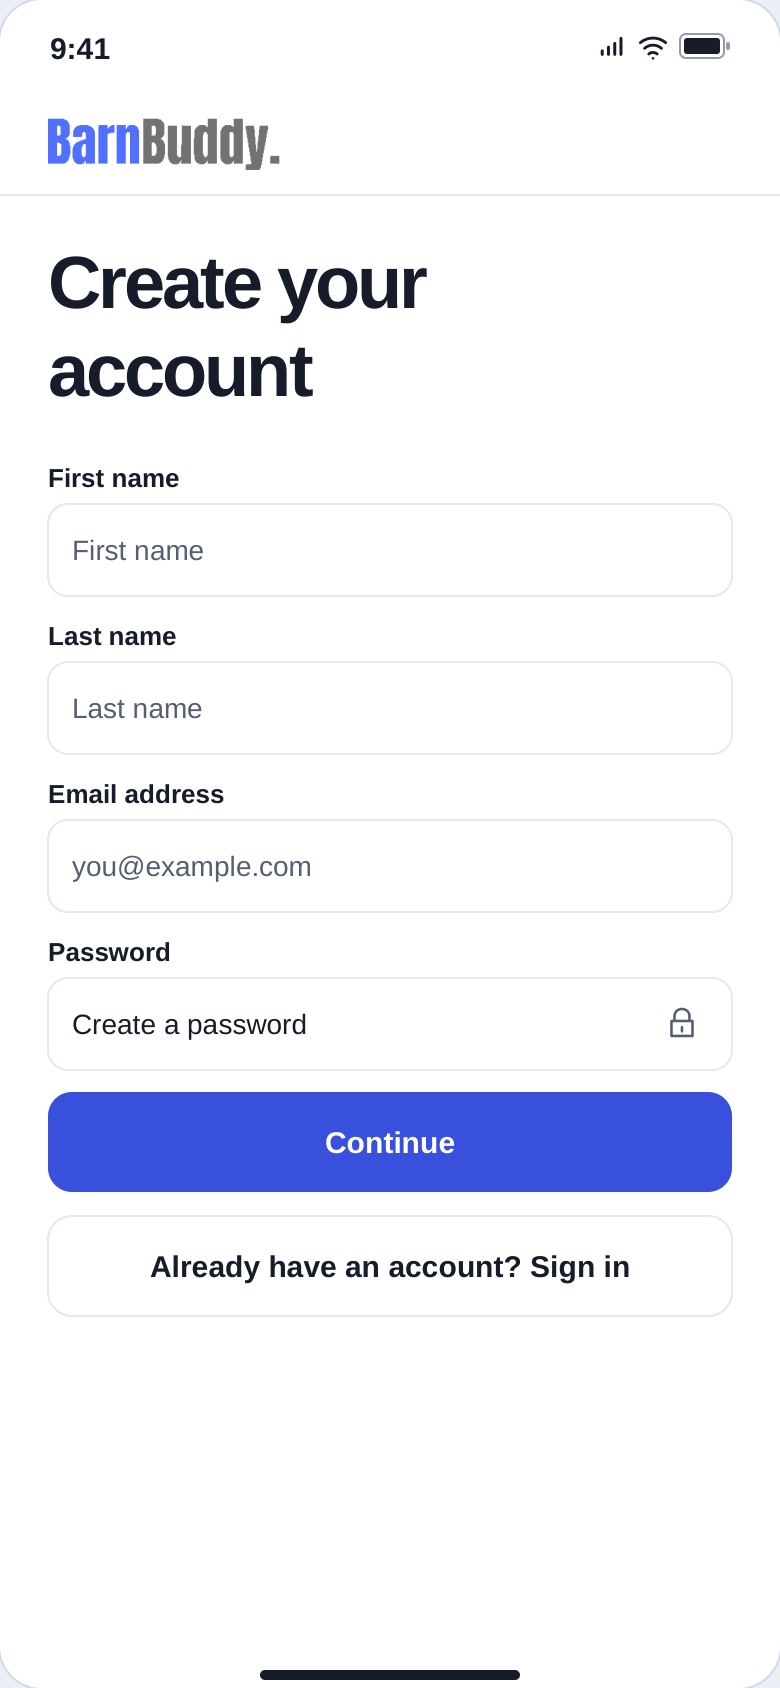 9:41
BarnBuddy.
Create your
account
First name
First name
Last name
Last name
Email address
you@example.com
Password
Create a password
Continue
Already have an account? Sign in